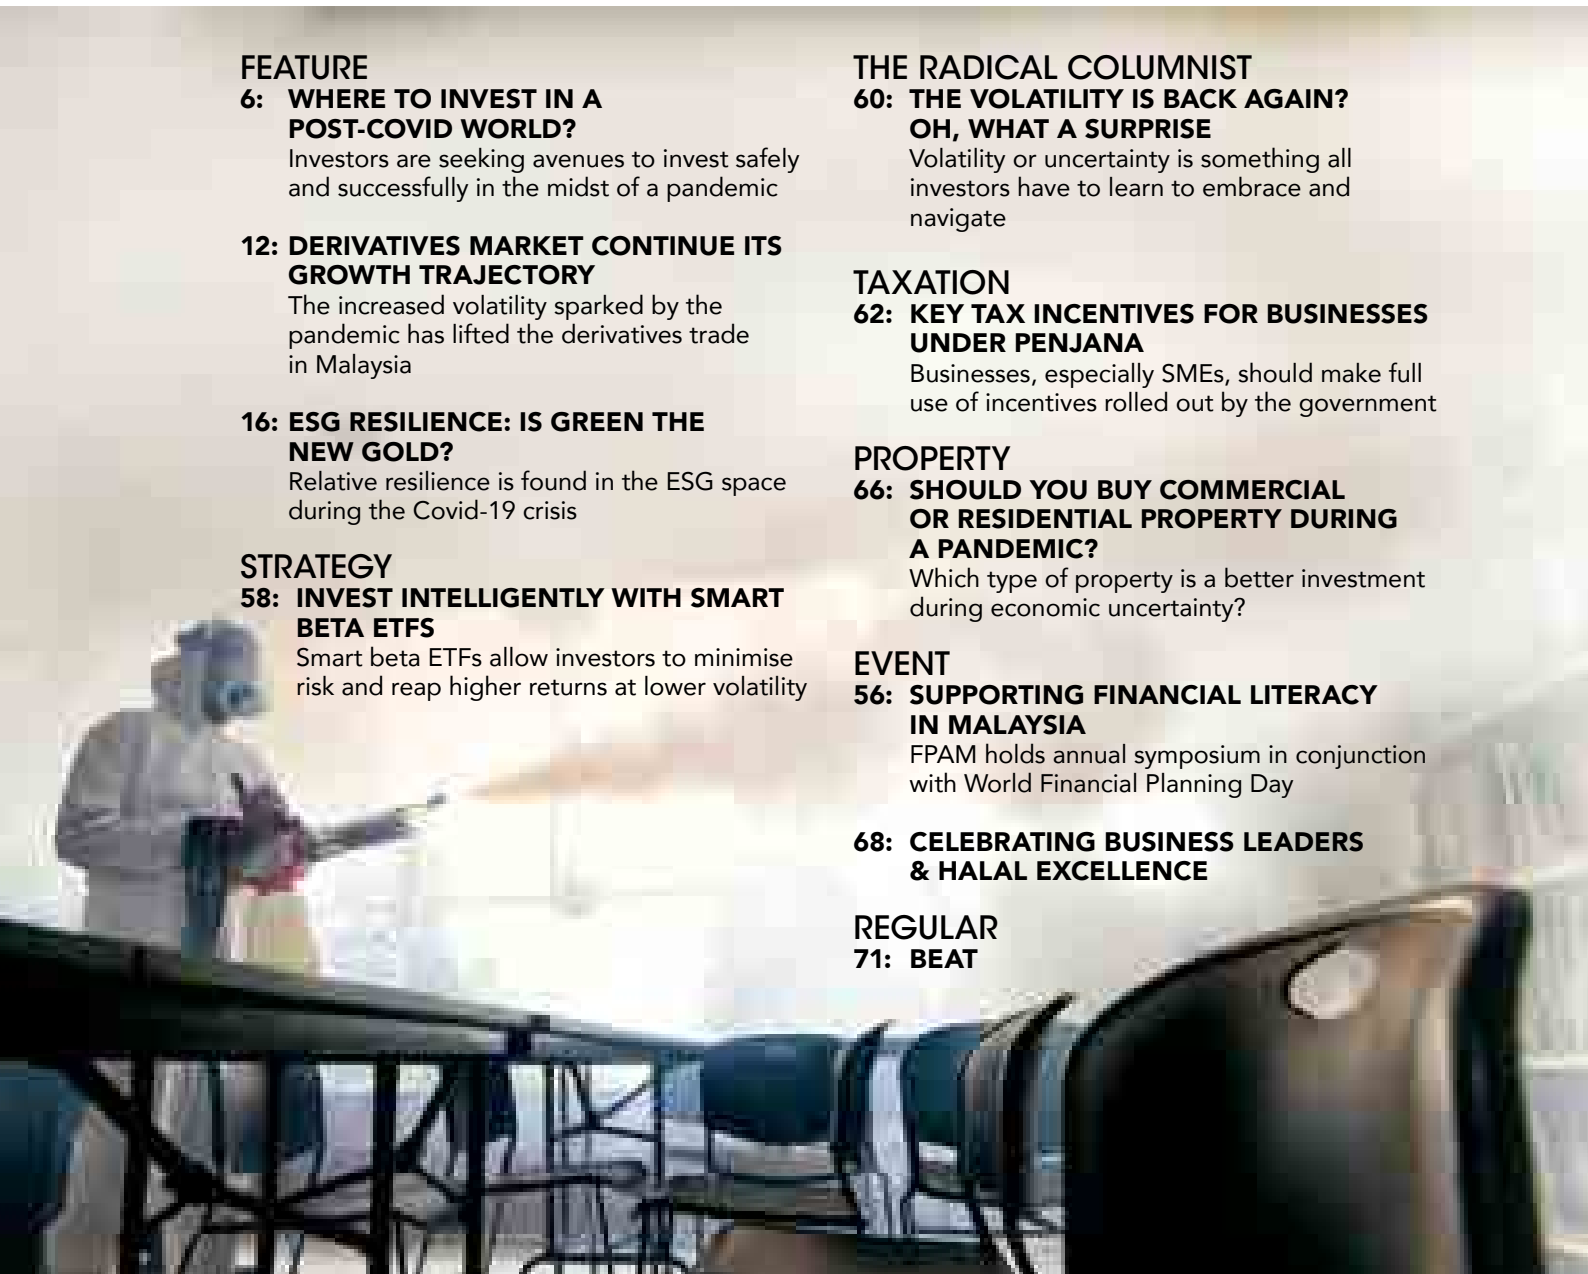 FEATURE
6: WHERE TO INVEST IN A
POST-COVID WORLD?
Investors are seeking avenues to invest safely
and successfully in the midst of a pandemic
12: DERIVATIVES MARKET CONTINUE ITS
GROWTH TRAJECTORY
The increased volatility sparked by the
pandemic has lifted the derivatives trade
in Malaysia
16: ESG RESILIENCE: IS GREEN THE
NEW GOLD?
Relative resilience is found in the ESG space
during the Covid-19 crisis
STRATEGY
58: INVEST INTELLIGENTLY WITH SMART
BETA ETFS
Smart beta ETFs allow investors to minimise
risk and reap higher returns at lower volatility
THE RADICAL COLUMNIST
60: THE VOLATILITY IS BACK AGAIN?
OH, WHAT A SURPRISE
Volatility or uncertainty is something all
investors have to learn to embrace and
navigate
TAXATION
62: KEY TAX INCENTIVES FOR BUSINESSES
UNDER PENJANA
Businesses, especially SMEs, should make full
use of incentives rolled out by the government
PROPERTY
66: SHOULD YOU BUY COMMERCIAL
OR RESIDENTIAL PROPERTY DURING
A PANDEMIC?
Which type of property is a better investment
during economic uncertainty?
EVENT
56: SUPPORTING FINANCIAL LITERACY
IN MALAYSIA
FPAM holds annual symposium in conjunction
with World Financial Planning Day
68: CELEBRATING BUSINESS LEADERS
& HALAL EXCELLENCE
REGULAR
71: BEAT